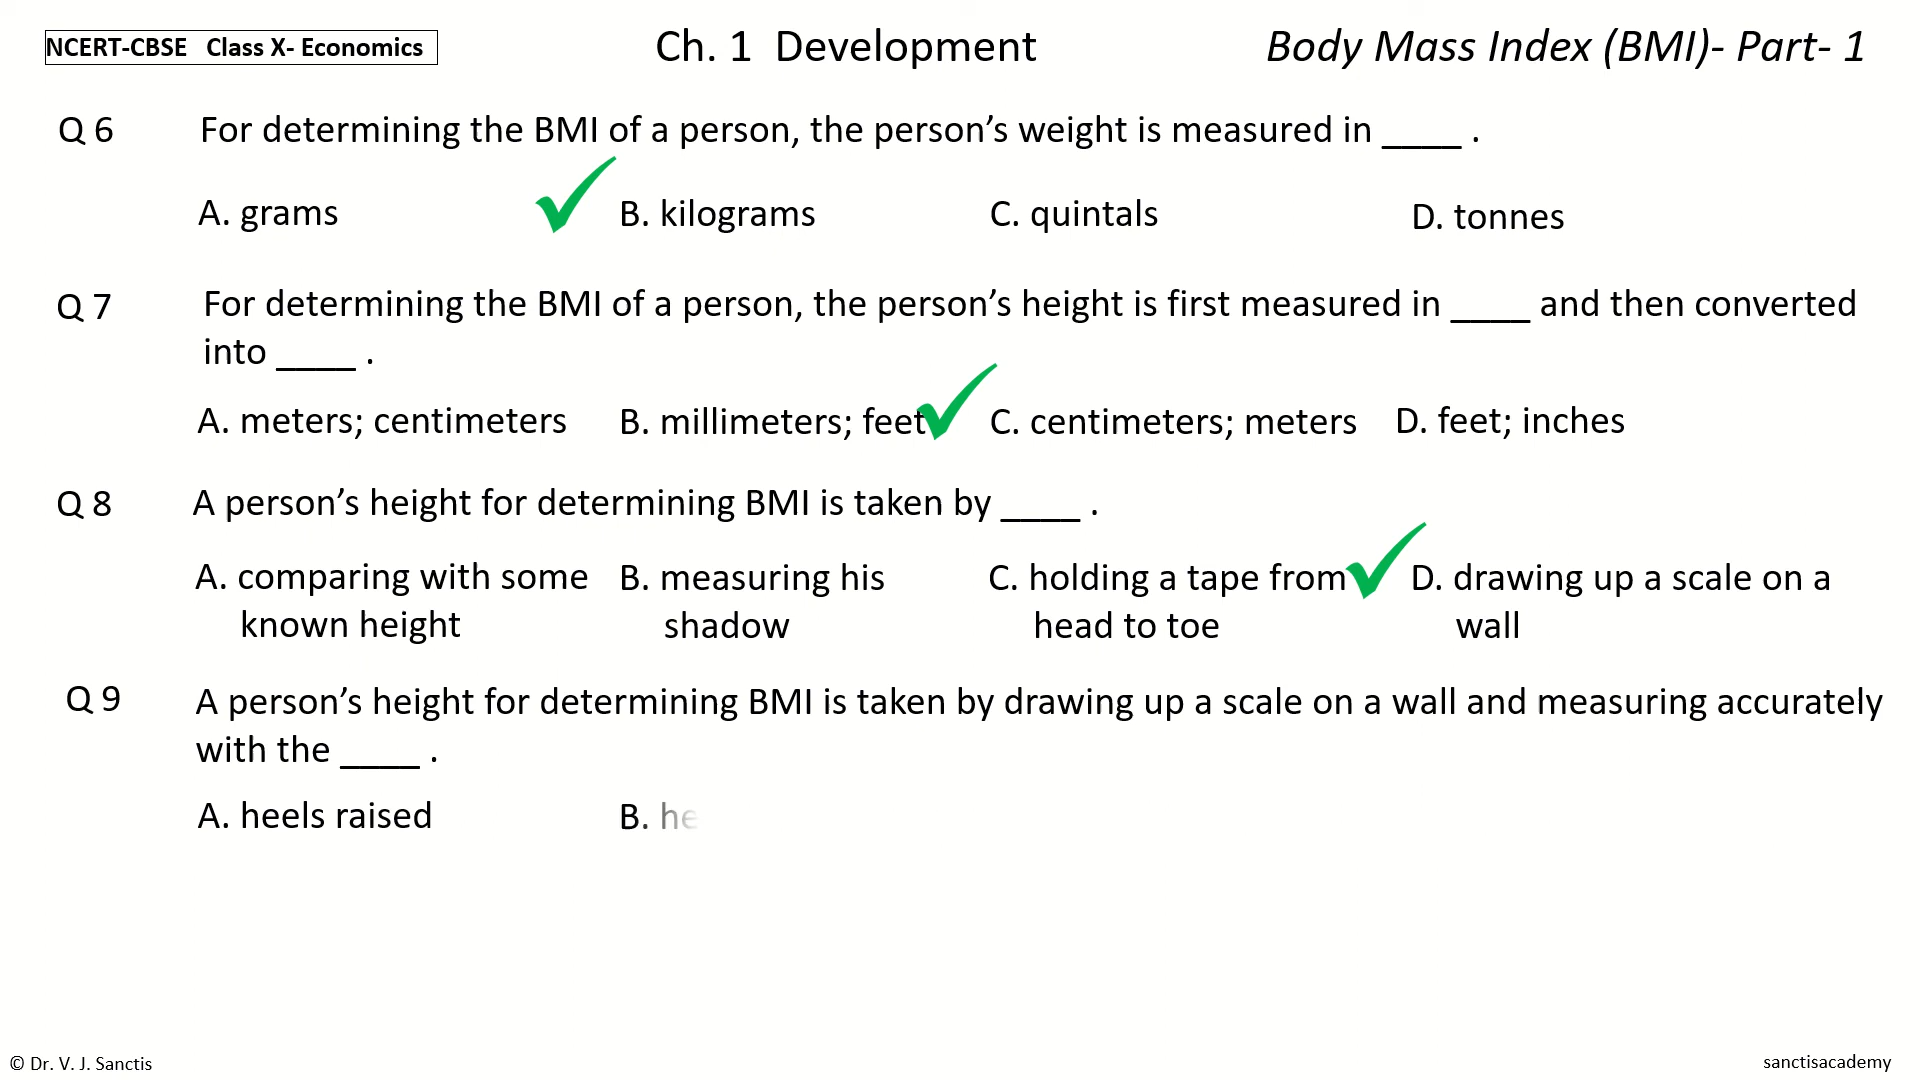 NCERT-CBSE Class X- Economics Ch. 1 Development Body Mass Index (BMI)- Part- 1
Q 6 For determining the BMI of a person, the person’s weight is measured in ____ .
A. grams B. kilograms C. quintals D. tonnes
Q 7 For determining the BMI of a person, the person’s height is first measured in ____ and then converted
into ____ .
A. meters; centimeters B. millimeters; feet C. centimeters; meters D. feet; inches
Q 8 A person’s height for determining BMI is taken by ____ .
A. comparing with some B. measuring his C. holding a tape from D. drawing up a scale on a
known height shadow head to toe wall
Q 9 A person’s height for determining BMI is taken by drawing up a scale on a wall and measuring accurately
with the ____ .
A. heels raised B. he
© Dr. V. J. Sanctis sanctisacademy